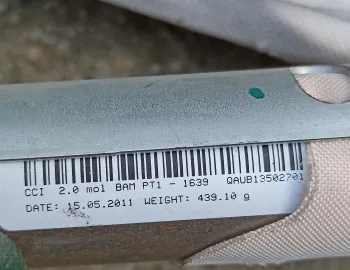 CCI 2.0 mol BAM PT1 - 1639 QAUB13502701
DATE: 15.05.2011 WEIGHT: 439.10 g